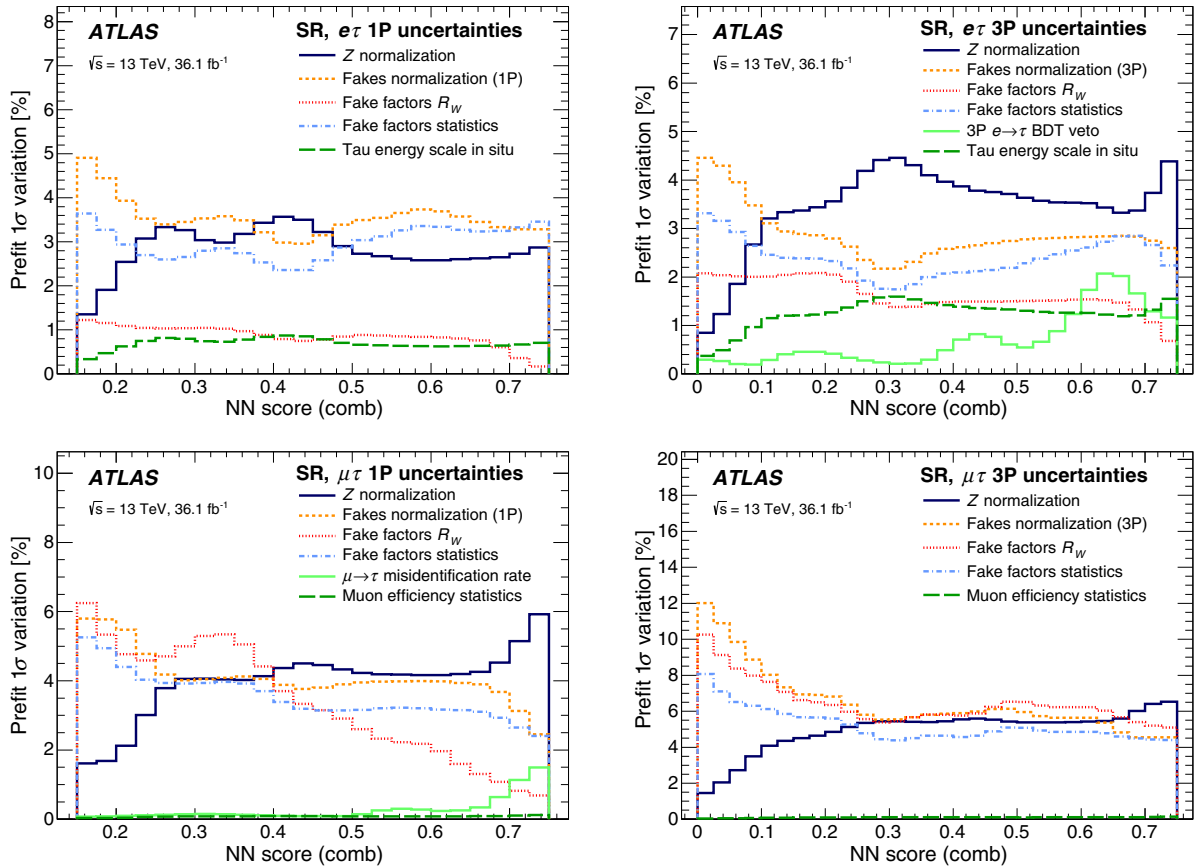 ATLAS
√s = 13 TeV, 36.1 fb⁻¹
SR, eτ 1P uncertainties
Z normalization
Fakes normalization (1P)
Fake factors R_W
Fake factors statistics
Tau energy scale in situ
Prefit 1σ variation [%]
8
7
6
5
4
3
2
1
0
0.2 0.3 0.4 0.5 0.6 0.7
NN score (comb)
ATLAS
√s = 13 TeV, 36.1 fb⁻¹
SR, eτ 3P uncertainties
Z normalization
Fakes normalization (3P)
Fake factors R_W
Fake factors statistics
3P e→τ BDT veto
Tau energy scale in situ
Prefit 1σ variation [%]
7
6
5
4
3
2
1
0
0 0.1 0.2 0.3 0.4 0.5 0.6 0.7
NN score (comb)
ATLAS
√s = 13 TeV, 36.1 fb⁻¹
SR, μτ 1P uncertainties
Z normalization
Fakes normalization (1P)
Fake factors R_W
Fake factors statistics
μ→τ misidentification rate
Muon efficiency statistics
Prefit 1σ variation [%]
10
8
6
4
2
0
0.2 0.3 0.4 0.5 0.6 0.7
NN score (comb)
ATLAS
√s = 13 TeV, 36.1 fb⁻¹
SR, μτ 3P uncertainties
Z normalization
Fakes normalization (3P)
Fake factors R_W
Fake factors statistics
Muon efficiency statistics
Prefit 1σ variation [%]
20
18
16
14
12
10
8
6
4
2
0
0 0.1 0.2 0.3 0.4 0.5 0.6 0.7
NN score (comb)